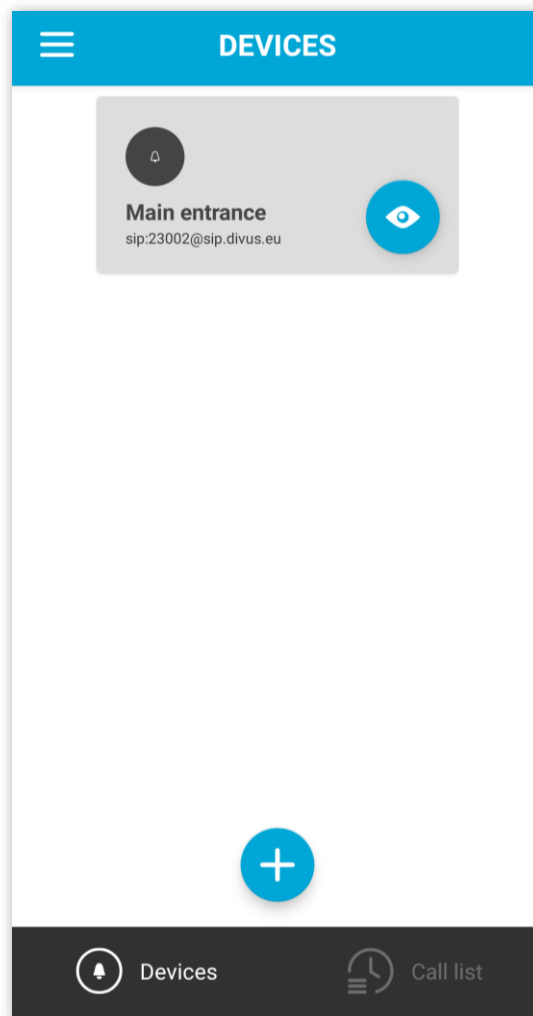 DEVICES
Main entrance
sip:23002@sip.divus.eu
Devices
Call list